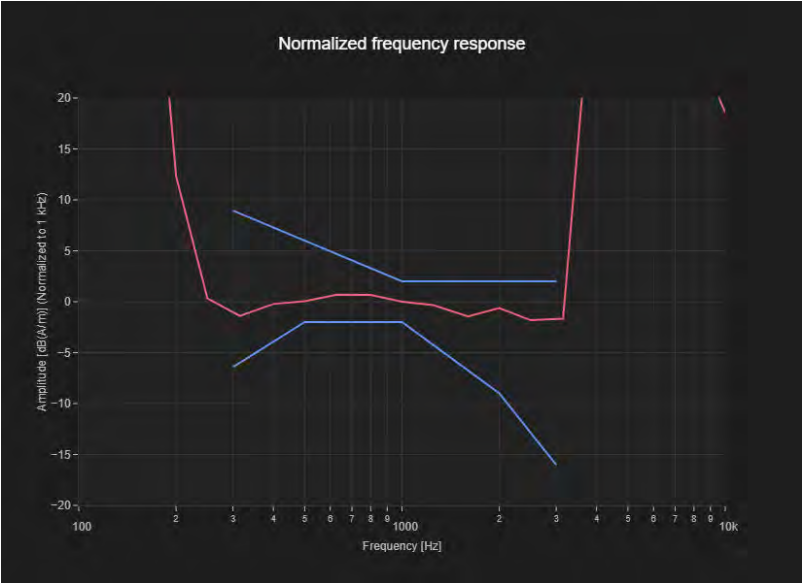 Normalized frequency response
Amplitude [dB(A/m)] (Normalized to 1 kHz)
20
15
10
5
0
−5
−10
−15
−20
100 2 3 4 5 6 7 8 9 1000 2 3 4 5 6 7 8 9 10k
Frequency [Hz]